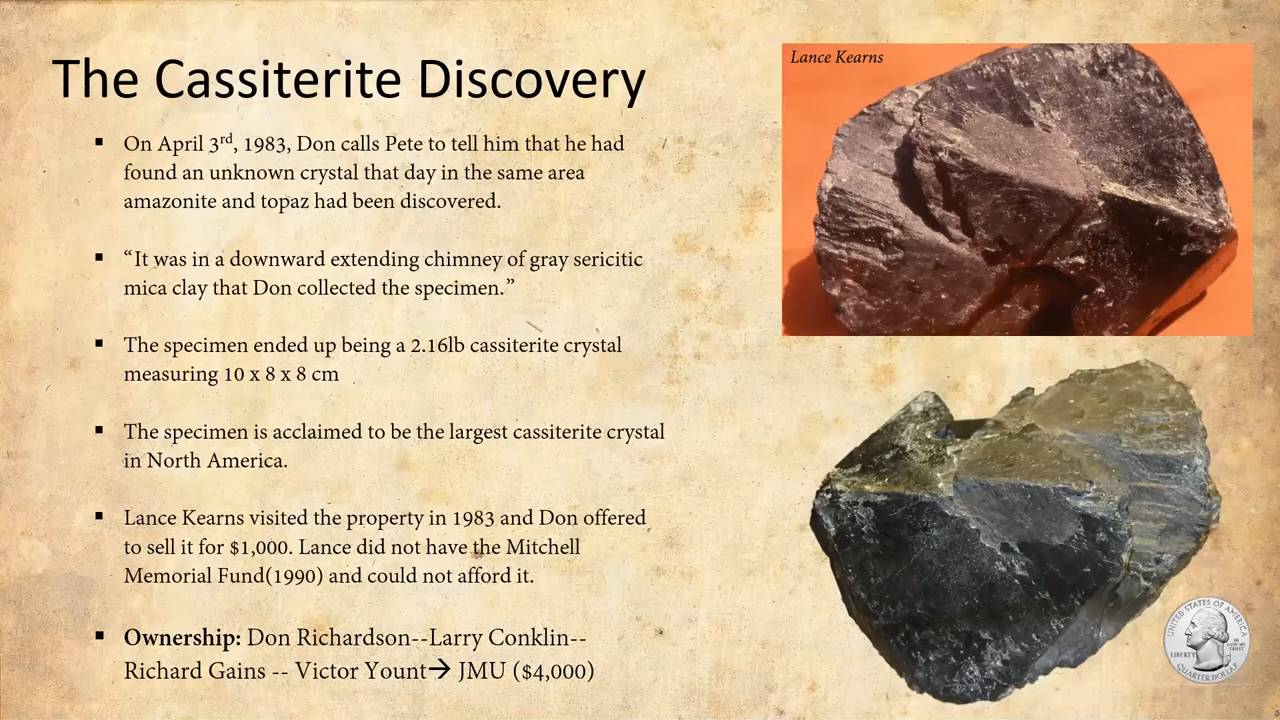 The Cassiterite Discovery
▪ On April 3rd, 1983, Don calls Pete to tell him that he had
found an unknown crystal that day in the same area
amazonite and topaz had been discovered.
▪ “It was in a downward extending chimney of gray sericitic
mica clay that Don collected the specimen.”
▪ The specimen ended up being a 2.16lb cassiterite crystal
measuring 10 x 8 x 8 cm
▪ The specimen is acclaimed to be the largest cassiterite crystal
in North America.
▪ Lance Kearns visited the property in 1983 and Don offered
to sell it for $1,000. Lance did not have the Mitchell
Memorial Fund(1990) and could not afford it.
▪ Ownership: Don Richardson--Larry Conklin--
Richard Gains -- Victor Yount→ JMU ($4,000)
Lance Kearns
UNITED STATES OF AMERICA
LIBERTY
IN
GOD WE
TRUST
QUARTER DOLLAR